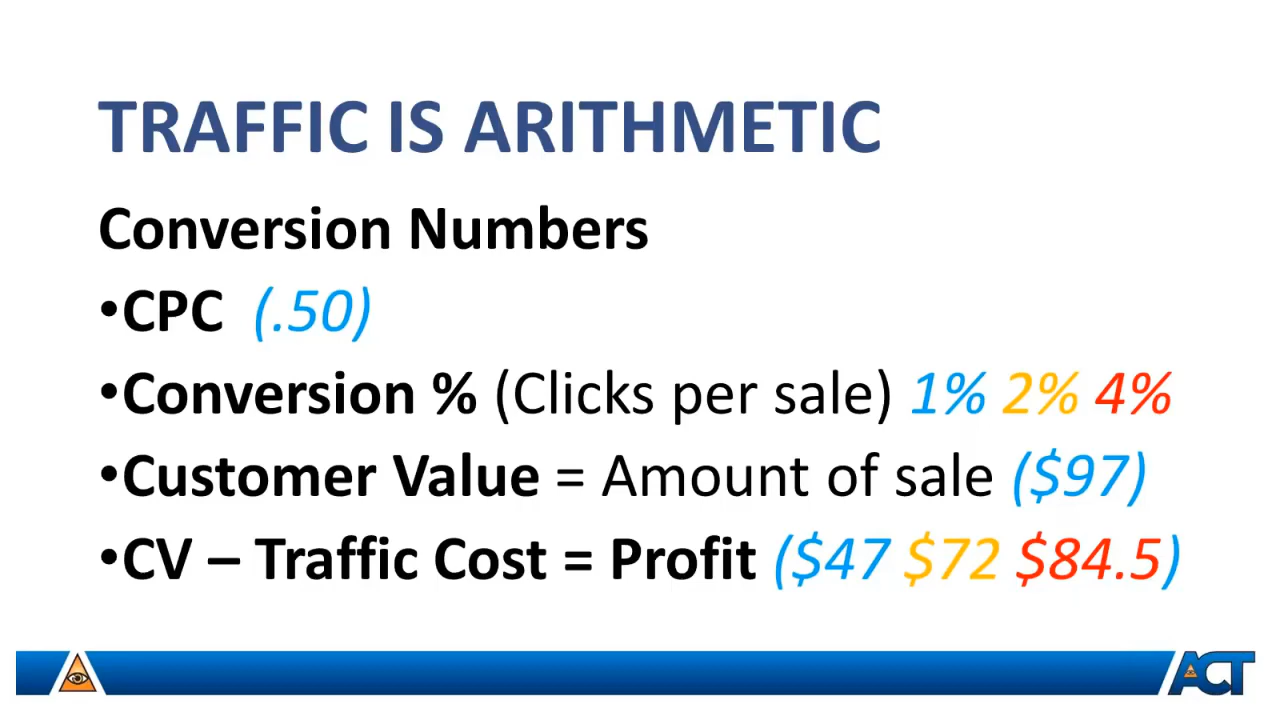 TRAFFIC IS ARITHMETIC
Conversion Numbers
•CPC (.50)
•Conversion % (Clicks per sale) 1% 2% 4%
•Customer Value = Amount of sale ($97)
•CV – Traffic Cost = Profit ($47 $72 $84.5)
ACT